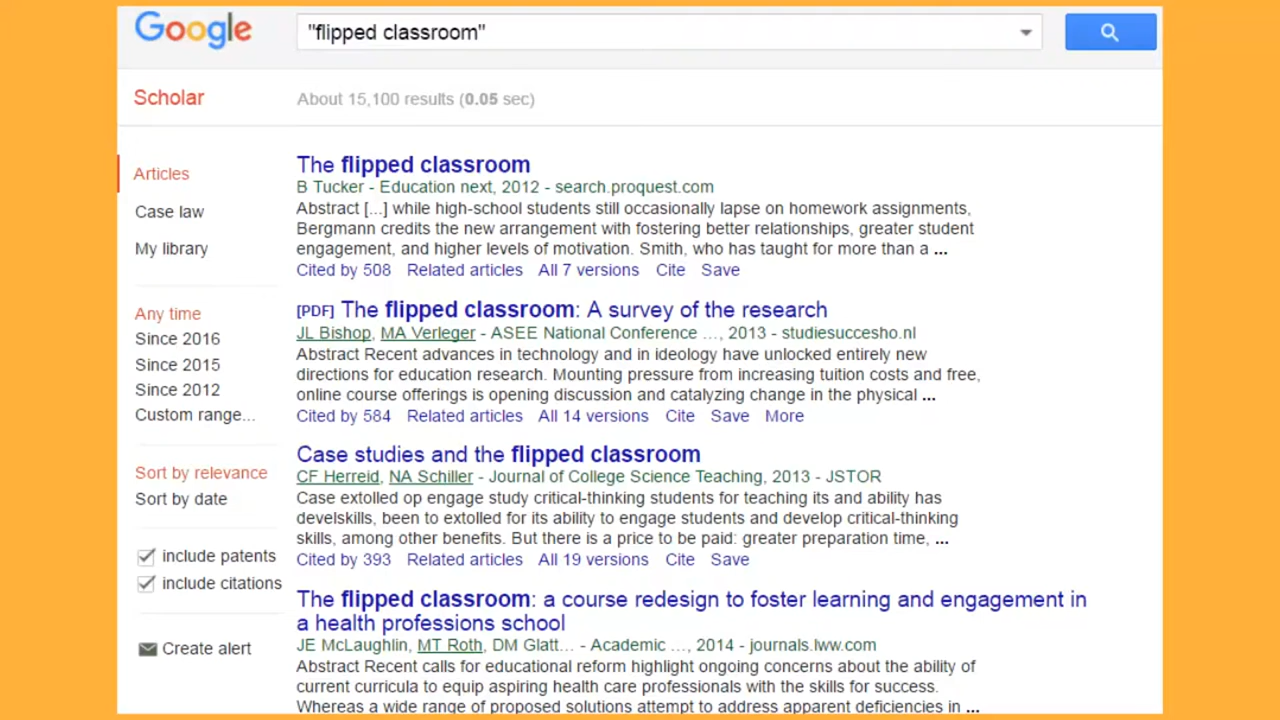 Google
"flipped classroom"
Scholar
About 15,100 results (0.05 sec)
Articles
Case law
My library
Any time
Since 2016
Since 2015
Since 2012
Custom range...
Sort by relevance
Sort by date
include patents
include citations
Create alert
The flipped classroom
B Tucker - Education next, 2012 - search.proquest.com
Abstract [...] while high-school students still occasionally lapse on homework assignments,
Bergmann credits the new arrangement with fostering better relationships, greater student
engagement, and higher levels of motivation. Smith, who has taught for more than a ...
Cited by 508 Related articles All 7 versions Cite Save
[PDF] The flipped classroom: A survey of the research
JL Bishop, MA Verleger - ASEE National Conference …, 2013 - studiesuccesho.nl
Abstract Recent advances in technology and in ideology have unlocked entirely new
directions for education research. Mounting pressure from increasing tuition costs and free,
online course offerings is opening discussion and catalyzing change in the physical ...
Cited by 584 Related articles All 14 versions Cite Save More
Case studies and the flipped classroom
CF Herreid, NA Schiller - Journal of College Science Teaching, 2013 - JSTOR
Case extolled op engage study critical-thinking students for teaching its and ability has
develskills, been to extolled for its ability to engage students and develop critical-thinking
skills, among other benefits. But there is a price to be paid: greater preparation time, ...
Cited by 393 Related articles All 19 versions Cite Save
The flipped classroom: a course redesign to foster learning and engagement in
a health professions school
JE McLaughlin, MT Roth, DM Glatt… - Academic …, 2014 - journals.lww.com
Abstract Recent calls for educational reform highlight ongoing concerns about the ability of
current curricula to equip aspiring health care professionals with the skills for success.
Whereas a wide range of proposed solutions attempt to address apparent deficiencies in ...